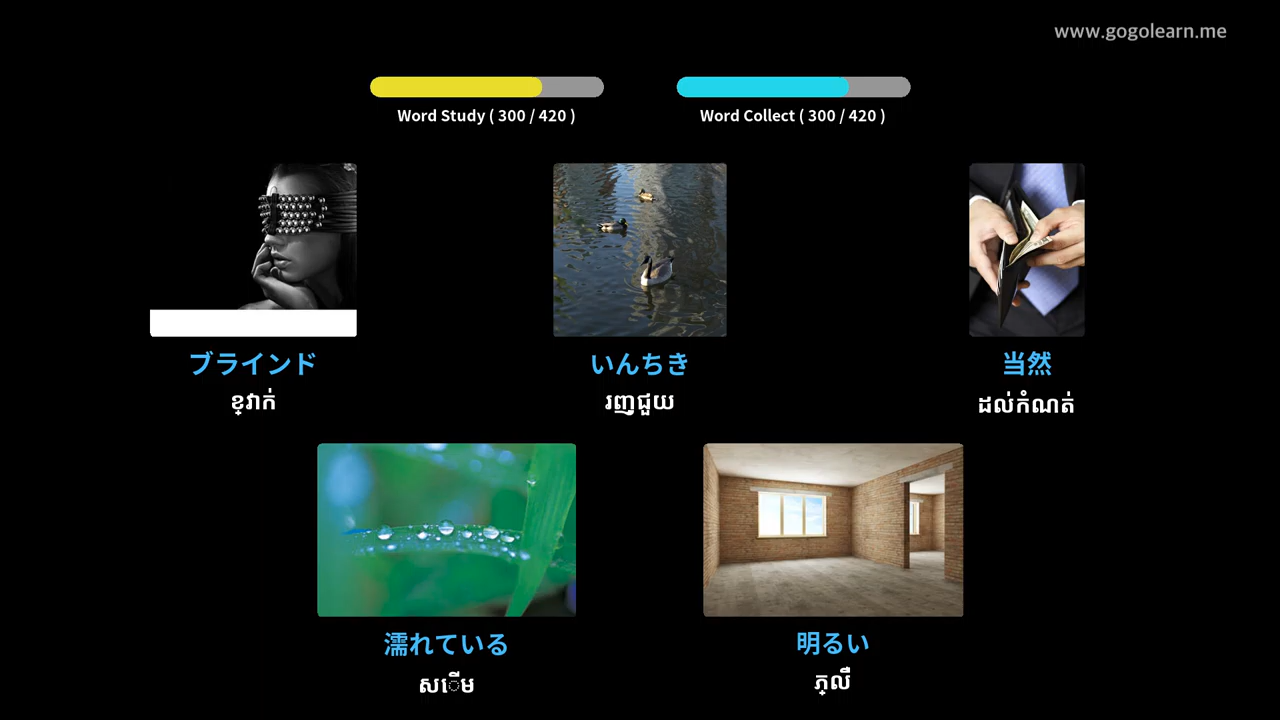 www.gogolearn.me
Word Study ( 300 / 420 )
Word Collect ( 300 / 420 )
ブラインド
ខ្វាក់
いんちき
រញ្ជួយ
当然
ដល់កំណត់
濡れている
សើម
明るい
ភ្លឺ